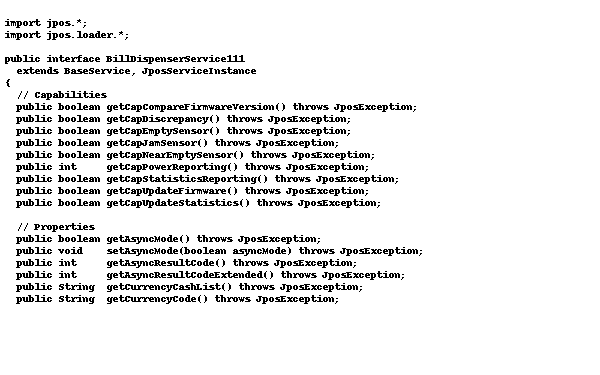 import jpos.*;
import jpos.loader.*;

public interface BillDispenserService111
  extends BaseService, JposServiceInstance
{
  // Capabilities
  public boolean getCapCompareFirmwareVersion() throws JposException;
  public boolean getCapDiscrepancy() throws JposException;
  public boolean getCapEmptySensor() throws JposException;
  public boolean getCapJamSensor() throws JposException;
  public boolean getCapNearEmptySensor() throws JposException;
  public int     getCapPowerReporting() throws JposException;
  public boolean getCapStatisticsReporting() throws JposException;
  public boolean getCapUpdateFirmware() throws JposException;
  public boolean getCapUpdateStatistics() throws JposException;

  // Properties
  public boolean getAsyncMode() throws JposException;
  public void    setAsyncMode(boolean asyncMode) throws JposException;
  public int     getAsyncResultCode() throws JposException;
  public int     getAsyncResultCodeExtended() throws JposException;
  public String  getCurrencyCashList() throws JposException;
  public String  getCurrencyCode() throws JposException;